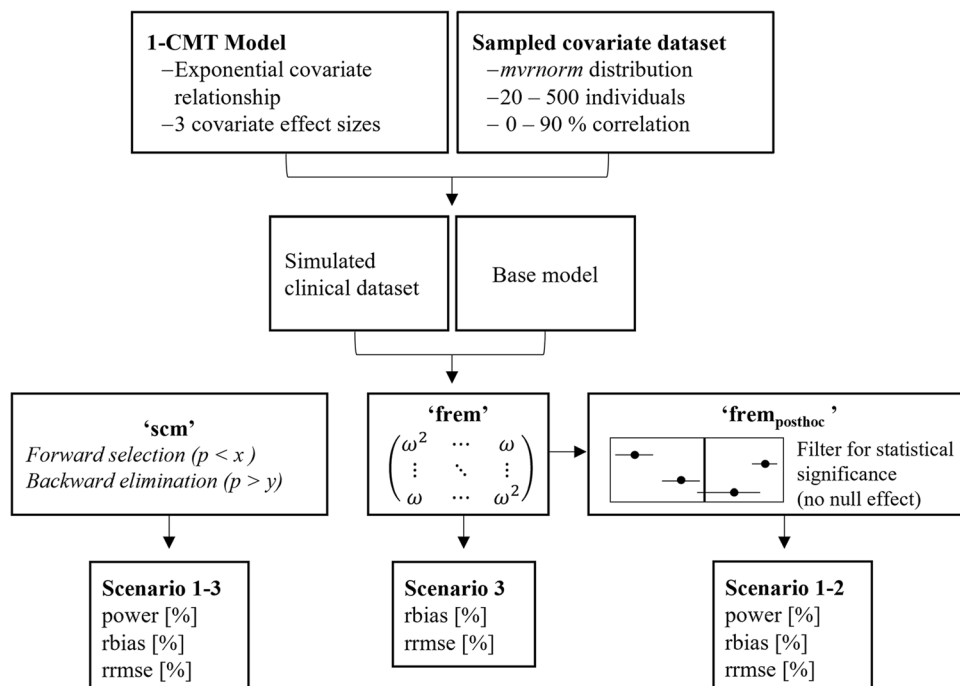 1-CMT Model
–Exponential covariate
relationship
–3 covariate effect sizes
Sampled covariate dataset
–mvrnorm distribution
–20 – 500 individuals
– 0 – 90 % correlation
Simulated
clinical dataset
Base model
‘scm’
Forward selection (p < x )
Backward elimination (p > y)
‘frem’
ω² ⋯ ω
⋮ ⋱ ⋮
ω ⋯ ω²
‘frem_posthoc ’
Filter for statistical
significance
(no null effect)
Scenario 1-3
power [%]
rbias [%]
rrmse [%]
Scenario 3
rbias [%]
rrmse [%]
Scenario 1-2
power [%]
rbias [%]
rrmse [%]